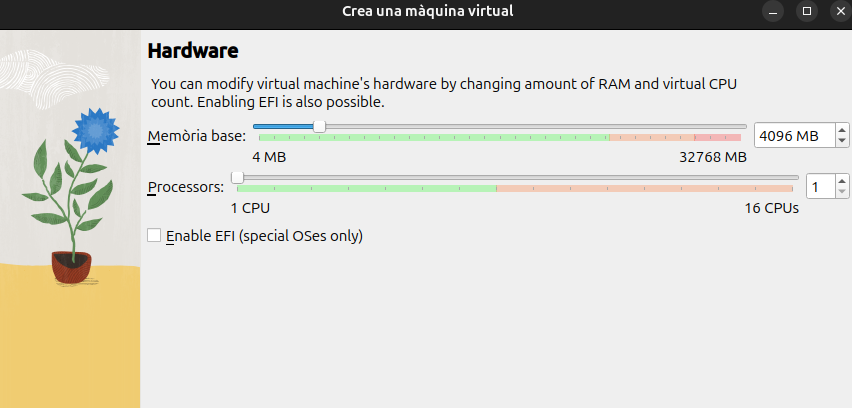 Crea una màquina virtual
Hardware
You can modify virtual machine's hardware by changing amount of RAM and virtual CPU
count. Enabling EFI is also possible.
Memòria base:
4096 MB
4 MB
32768 MB
Processors:
1
1 CPU
16 CPUs
Enable EFI (special OSes only)